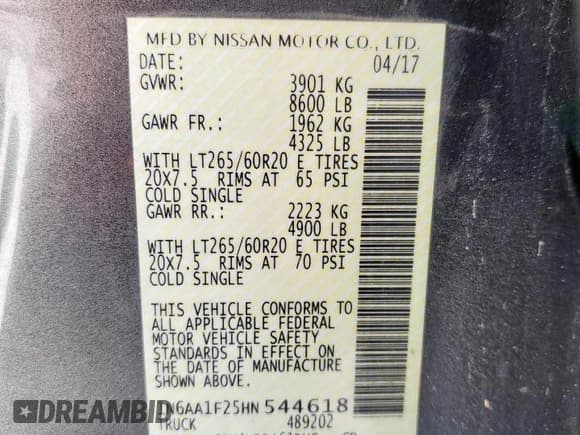 MFD BY NISSAN MOTOR CO., LTD.
DATE: 04/17
GVWR: 3901 KG
8600 LB
GAWR FR.: 1962 KG
4325 LB
WITH LT265/60R20 E TIRES
20X7.5 RIMS AT 65 PSI
COLD SINGLE
GAWR RR.: 2223 KG
4900 LB
WITH LT265/60R20 E TIRES
20X7.5 RIMS AT 70 PSI
COLD SINGLE
THIS VEHICLE CONFORMS TO
ALL APPLICABLE FEDERAL
MOTOR VEHICLE SAFETY
STANDARDS IN EFFECT ON
THE DATE OF MANUFACTURE
SHOWN ABOVE.
N6AA1F25HN544618
TRUCK 489202
DREAMBID